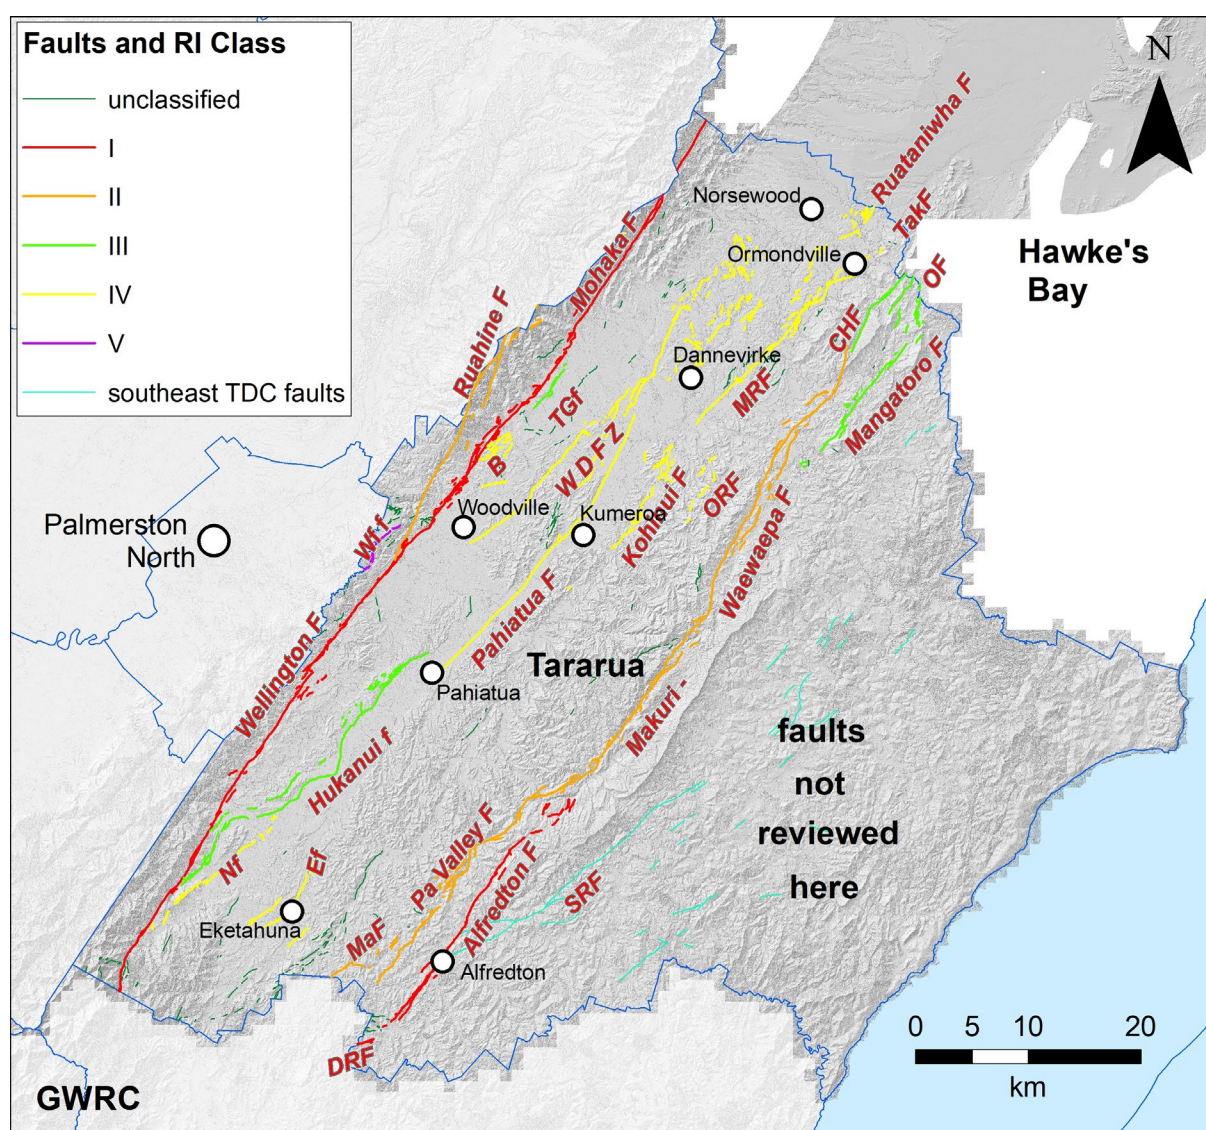 Faults and RI Class
unclassified
I
II
III
IV
V
southeast TDC faults
N
Ruataniwha F
Norsewood
TakF
Mohaka F
Ormondville
Hawke's
Bay
OF
Ruahine F
CHF
Dannevirke
MRF
TGf
Mangatoro F
B
W D F Z
Woodville
Kumeroa
Kohinui F
ORF
Palmerston
North
Wf f
Waewaepa F
Pahiatua F
Wellington F
Tararua
Pahiatua
Makuri -
faults
not
reviewed
here
Hukanui f
Nf
Ef
Pa Valley F
Alfredton F
SRF
Eketahuna
MaF
Alfredton
DRF
GWRC
0 5 10 20
km